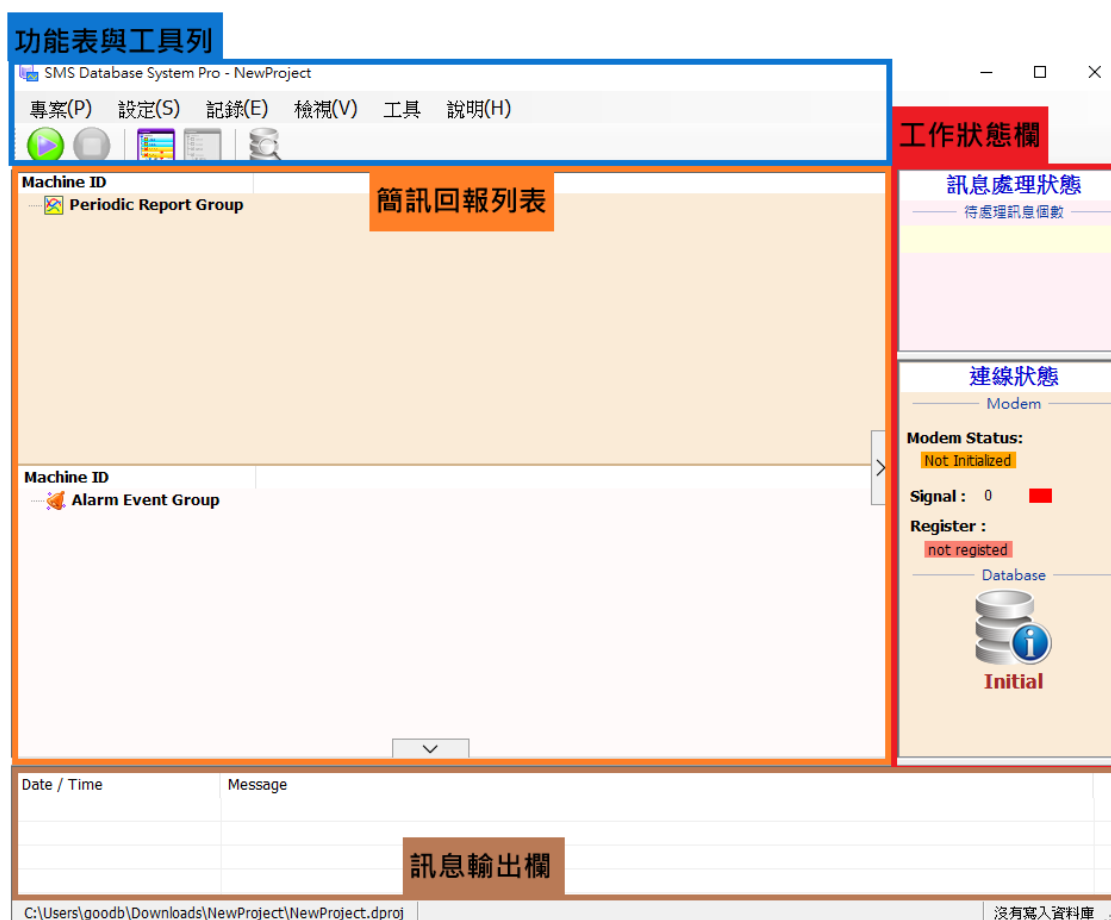 功能表與工具列
SMS Database System Pro - NewProject
專案(P) 設定(S) 記錄(E) 檢視(V) 工具 說明(H)
工作狀態欄
Machine ID
簡訊回報列表
Periodic Report Group
訊息處理狀態
待處理訊息個數
連線狀態
Modem
Modem Status:
Not Initialized
Signal : 0
Register :
not registed
Database
Initial
Machine ID
Alarm Event Group
Date / Time Message
訊息輸出欄
C:\Users\goodb\Downloads\NewProject\NewProject.dproj 沒有寫入資料庫